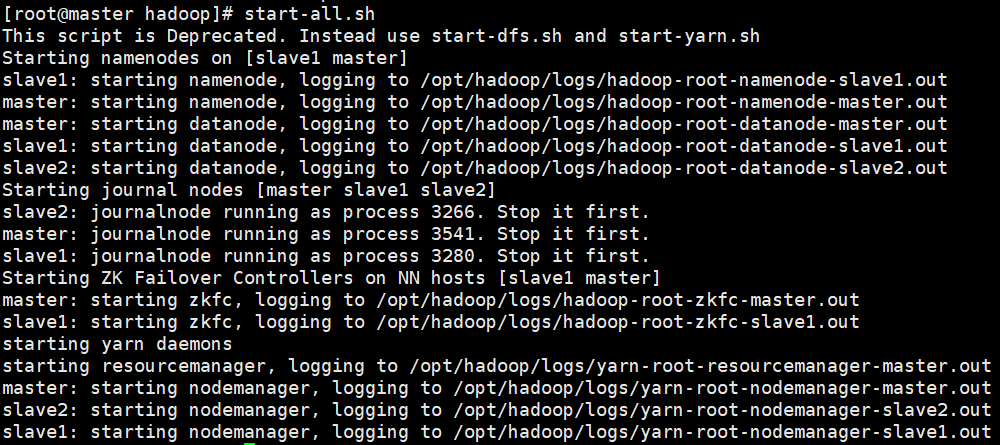 [root@master hadoop]# start-all.sh
This script is Deprecated. Instead use start-dfs.sh and start-yarn.sh
Starting namenodes on [slave1 master]
slave1: starting namenode, logging to /opt/hadoop/logs/hadoop-root-namenode-slave1.out
master: starting namenode, logging to /opt/hadoop/logs/hadoop-root-namenode-master.out
master: starting datanode, logging to /opt/hadoop/logs/hadoop-root-datanode-master.out
slave1: starting datanode, logging to /opt/hadoop/logs/hadoop-root-datanode-slave1.out
slave2: starting datanode, logging to /opt/hadoop/logs/hadoop-root-datanode-slave2.out
Starting journal nodes [master slave1 slave2]
slave2: journalnode running as process 3266. Stop it first.
master: journalnode running as process 3541. Stop it first.
slave1: journalnode running as process 3280. Stop it first.
Starting ZK Failover Controllers on NN hosts [slave1 master]
master: starting zkfc, logging to /opt/hadoop/logs/hadoop-root-zkfc-master.out
slave1: starting zkfc, logging to /opt/hadoop/logs/hadoop-root-zkfc-slave1.out
starting yarn daemons
starting resourcemanager, logging to /opt/hadoop/logs/yarn-root-resourcemanager-master.out
master: starting nodemanager, logging to /opt/hadoop/logs/yarn-root-nodemanager-master.out
slave2: starting nodemanager, logging to /opt/hadoop/logs/yarn-root-nodemanager-slave2.out
slave1: starting nodemanager, logging to /opt/hadoop/logs/yarn-root-nodemanager-slave1.out